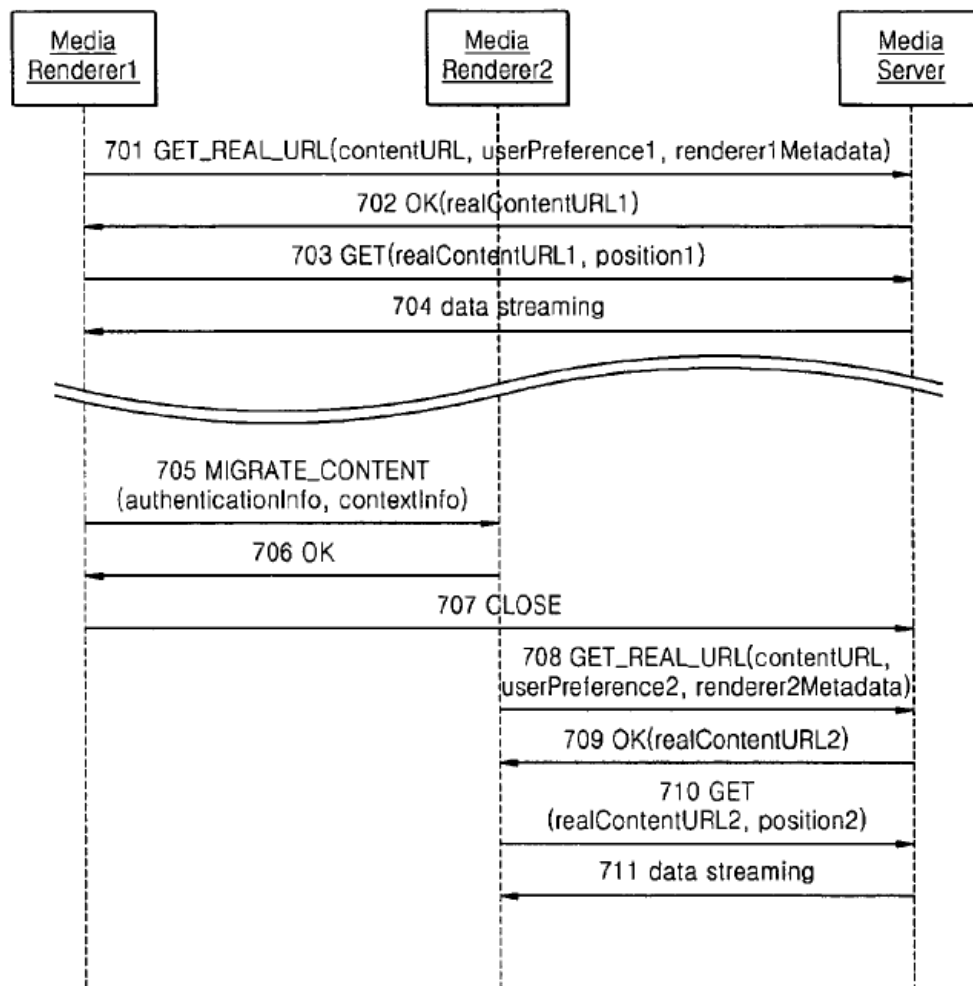 Media
Renderer1
Media
Renderer2
Media
Server
701 GET_REAL_URL(contentURL, userPreference1, renderer1Metadata)
702 OK(realContentURL1)
703 GET(realContentURL1, position1)
704 data streaming
705 MIGRATE_CONTENT
(authenticationInfo, contextInfo)
706 OK
707 CLOSE
708 GET_REAL_URL(contentURL,
userPreference2, renderer2Metadata)
709 OK(realContentURL2)
710 GET
(realContentURL2, position2)
711 data streaming